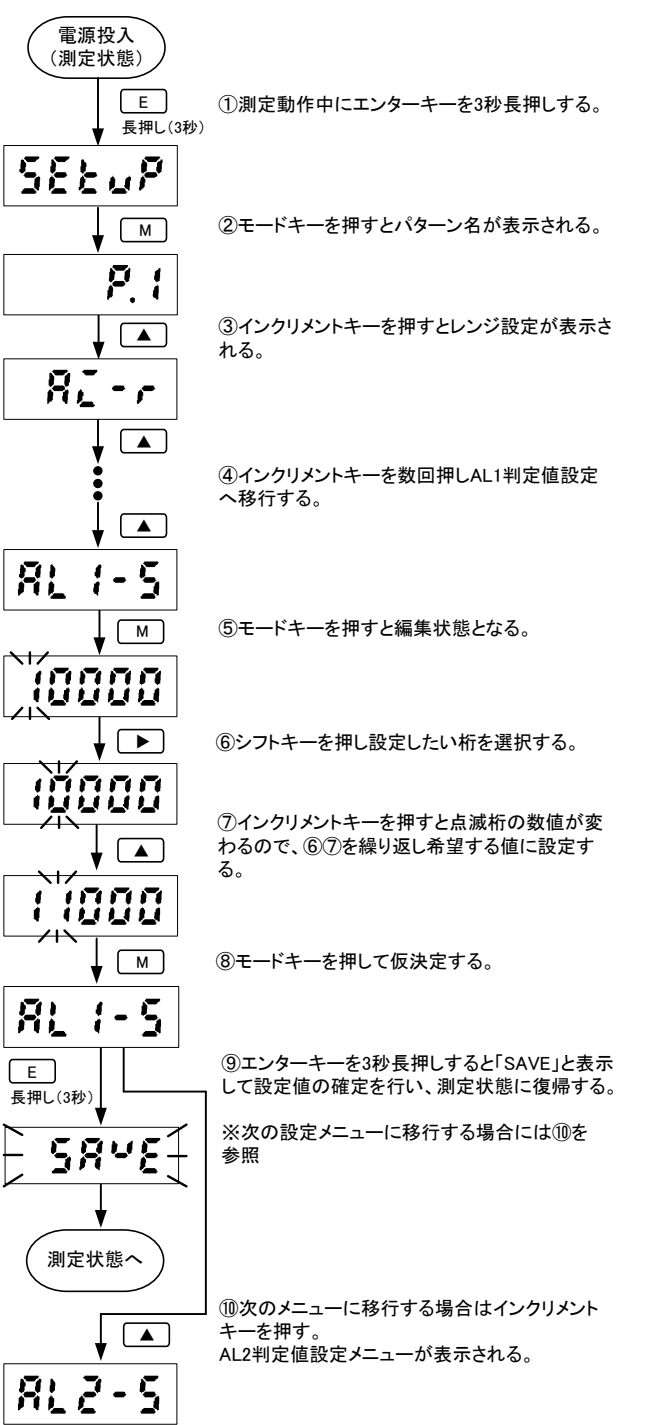 電源投入
(測定状態)
E
長押し(3秒)
①測定動作中にエンターキーを3秒長押しする。
SEtuP
M
②モードキーを押すとパターン名が表示される。
P.1
▲
③インクリメントキーを押すとレンジ設定が表示さ
れる。
▲
④インクリメントキーを数回押しAL1判定値設定
へ移行する。
▲
AL1-S
M
⑤モードキーを押すと編集状態となる。
10000
▶
⑥シフトキーを押し設定したい桁を選択する。
10000
⑦インクリメントキーを押すと点滅桁の数値が変
わるので、⑥⑦を繰り返し希望する値に設定す
る。
▲
11000
M
⑧モードキーを押して仮決定する。
AL1-S
E
長押し(3秒)
⑨エンターキーを3秒長押しすると「SAVE」と表示
して設定値の確定を行い、測定状態に復帰する。
※次の設定メニューに移行する場合には⑩を
参照
SAVE
測定状態へ
⑩次のメニューに移行する場合はインクリメント
キーを押す。
AL2判定値設定メニューが表示される。
▲
AL2-S